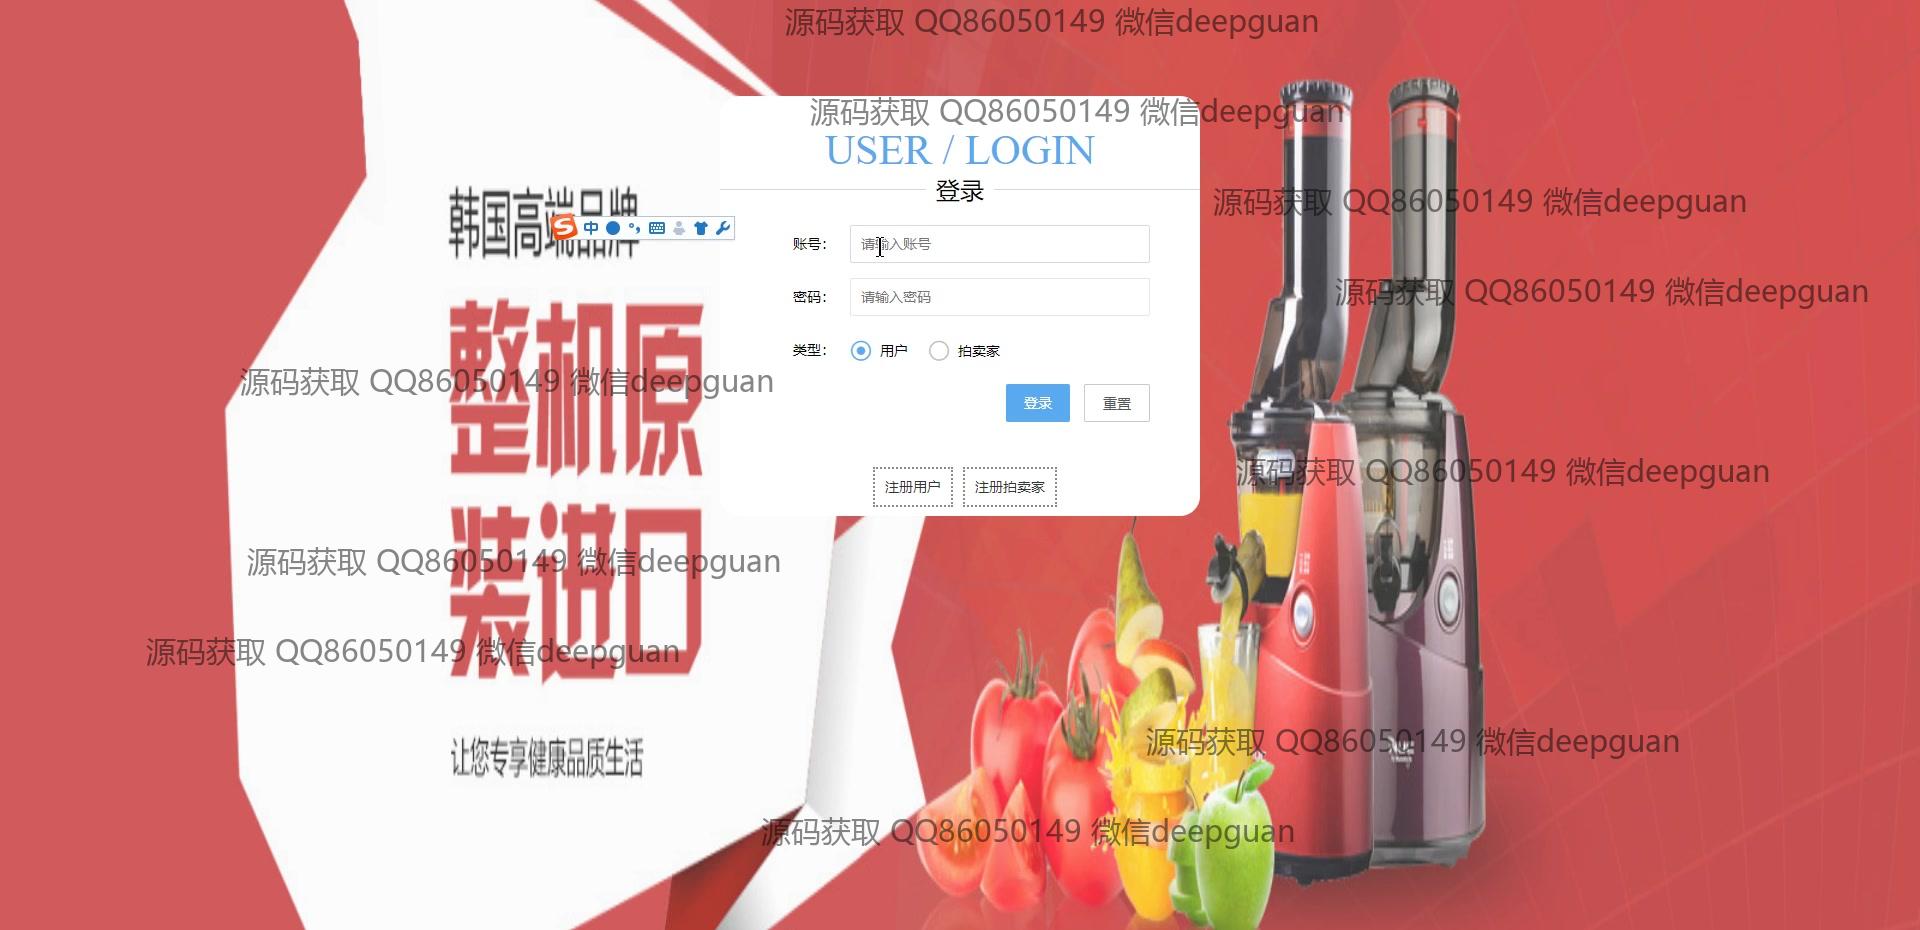 源码获取 QQ86050149 微信deepguan
源码获取 QQ86050149 微信deepguan
USER / LOGIN
登录
韩国高端品牌
中
源码获取 QQ86050149 微信deepguan
账号：
请输入账号
密码：
请输入密码
源码获取 QQ86050149 微信deepguan
类型：
用户
拍卖家
整机原
源码获取 QQ86050149 微信deepguan
登录
重置
源码获取 QQ86050149 微信deepguan
注册用户
注册拍卖家
装进口
源码获取 QQ86050149 微信deepguan
源码获取 QQ86050149 微信deepguan
让您专享健康品质生活
源码获取 QQ86050149 微信deepguan
源码获取 QQ86050149 微信deepguan